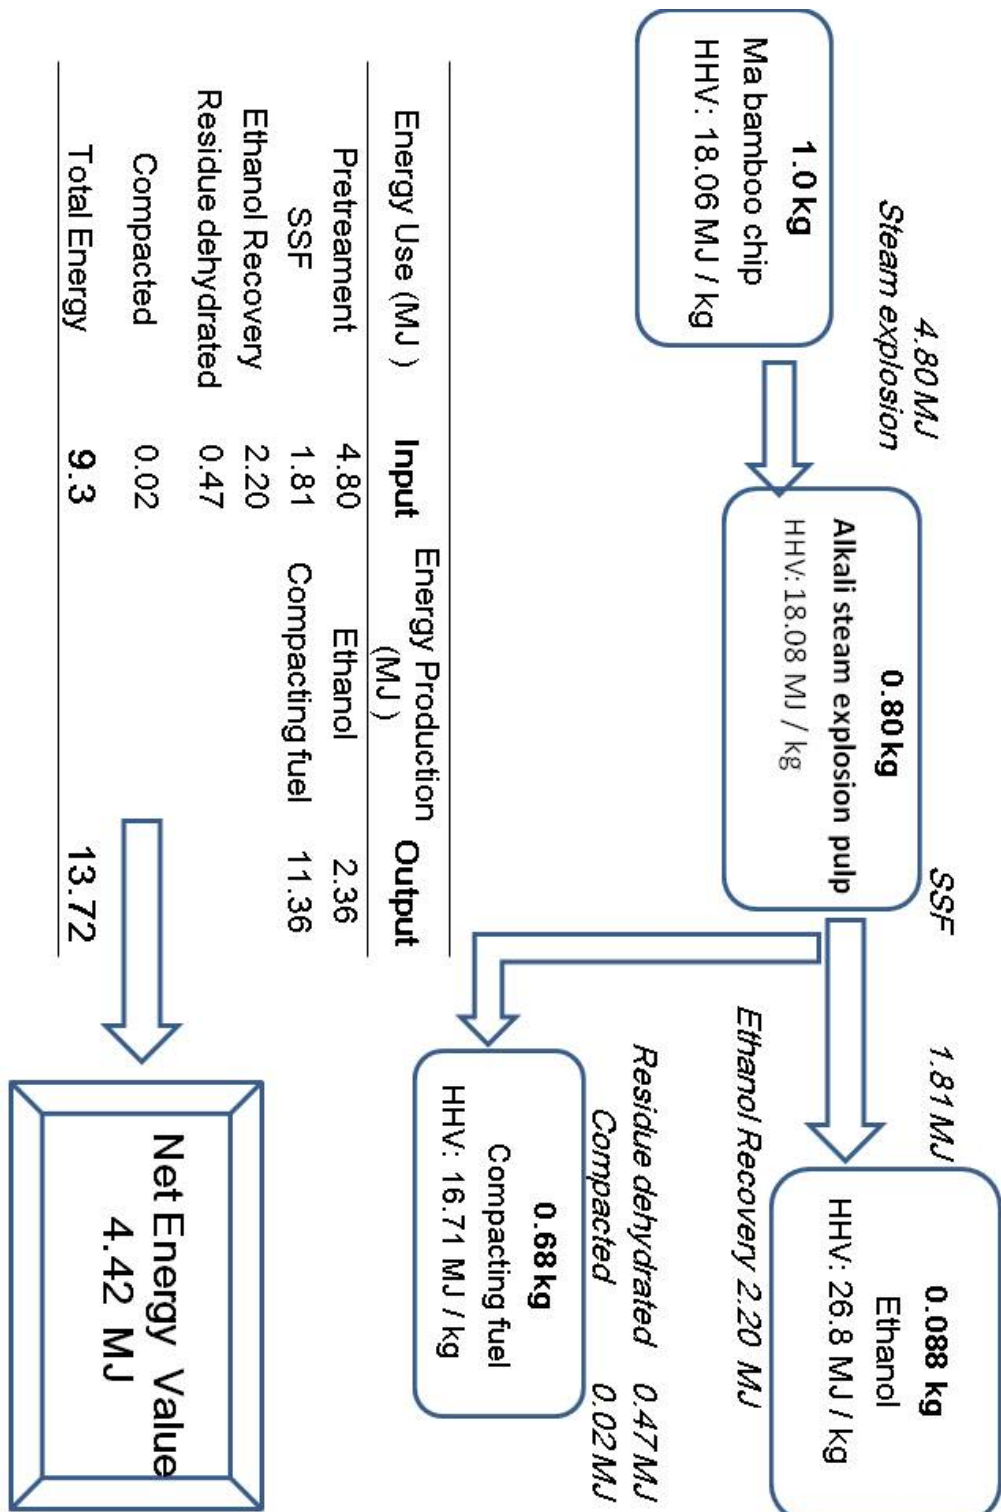 4.80 MJ
Steam explosion
1.0 kg
Ma bamboo chip
HHV: 18.06 MJ / kg
0.80 kg
Alkali steam explosion pulp
HHV:18.08 MJ / kg
SSF 1.81 MJ
0.088 kg
Ethanol
HHV: 26.8 MJ / kg
Ethanol Recovery 2.20 MJ
Residue dehydrated 0.47 MJ
Compacted 0.02 MJ
0.68 kg
Compacting fuel
HHV: 16.71 MJ / kg
Energy Use (MJ ) Input Energy Production (MJ ) Output
Pretreament 4.80 Ethanol 2.36
SSF 1.81 Compacting fuel 11.36
Ethanol Recovery 2.20
Residue dehydrated 0.47
Compacted 0.02
Total Energy 9.3 13.72
Net Energy Value
4.42 MJ